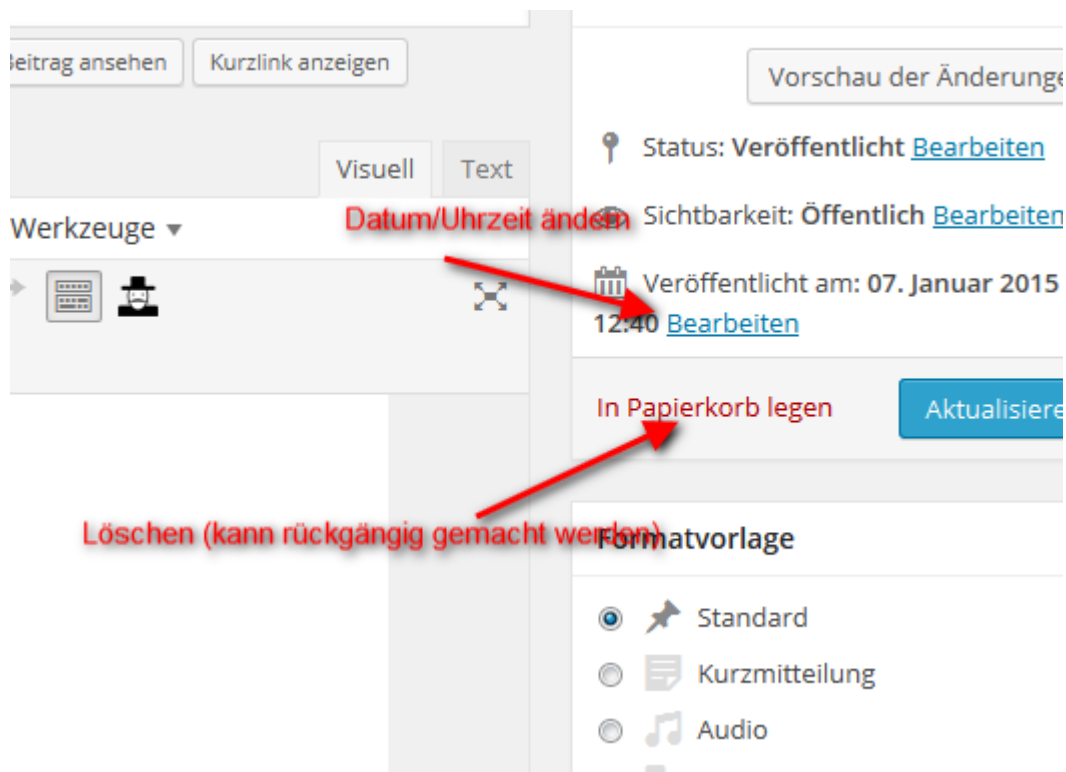 Beitrag ansehen
Kurzlink anzeigen
Visuell
Text
Werkzeuge
Datum/Uhrzeit ändern
Vorschau der Änderunge
Status: Veröffentlicht Bearbeiten
Sichtbarkeit: Öffentlich Bearbeiten
Veröffentlicht am: 07. Januar 2015
12:40 Bearbeiten
In Papierkorb legen
Aktualisiere
Löschen (kann rückgängig gemacht werden)
Formatvorlage
Standard
Kurzmitteilung
Audio